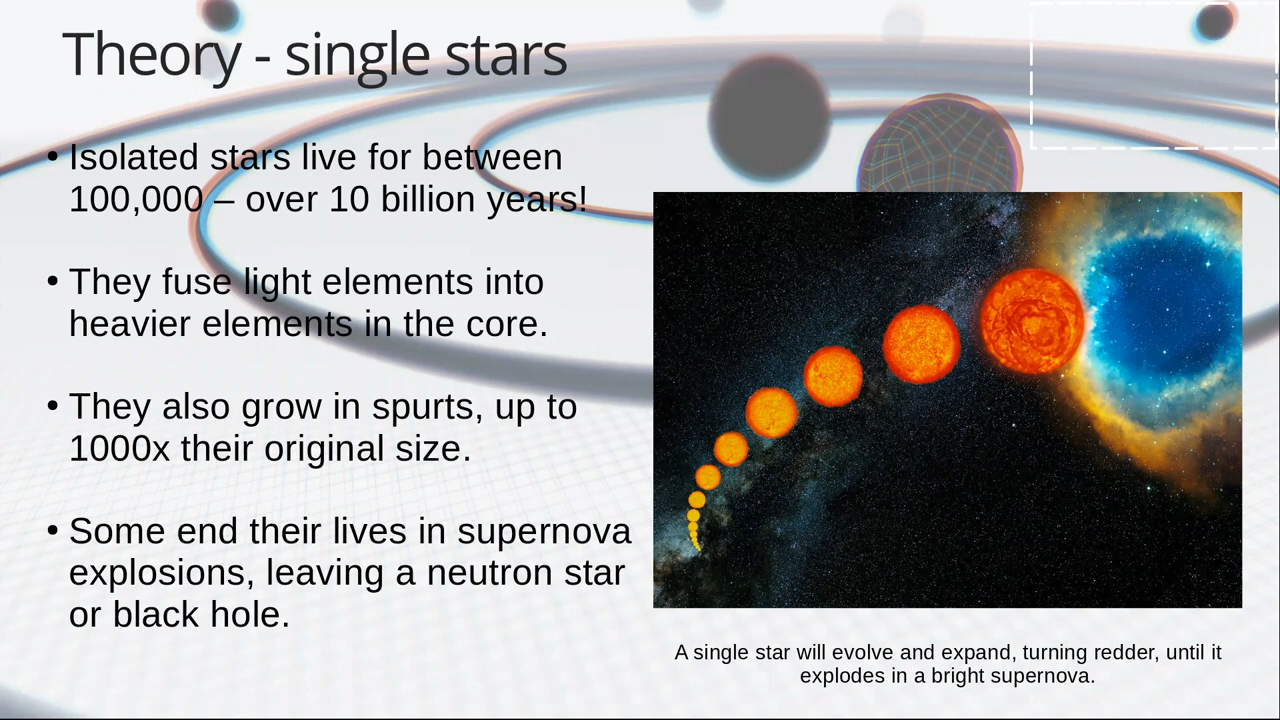 Theory - single stars
• Isolated stars live for between
100,000 – over 10 billion years!
• They fuse light elements into
heavier elements in the core.
• They also grow in spurts, up to
1000x their original size.
• Some end their lives in supernova
explosions, leaving a neutron star
or black hole.
A single star will evolve and expand, turning redder, until it
explodes in a bright supernova.